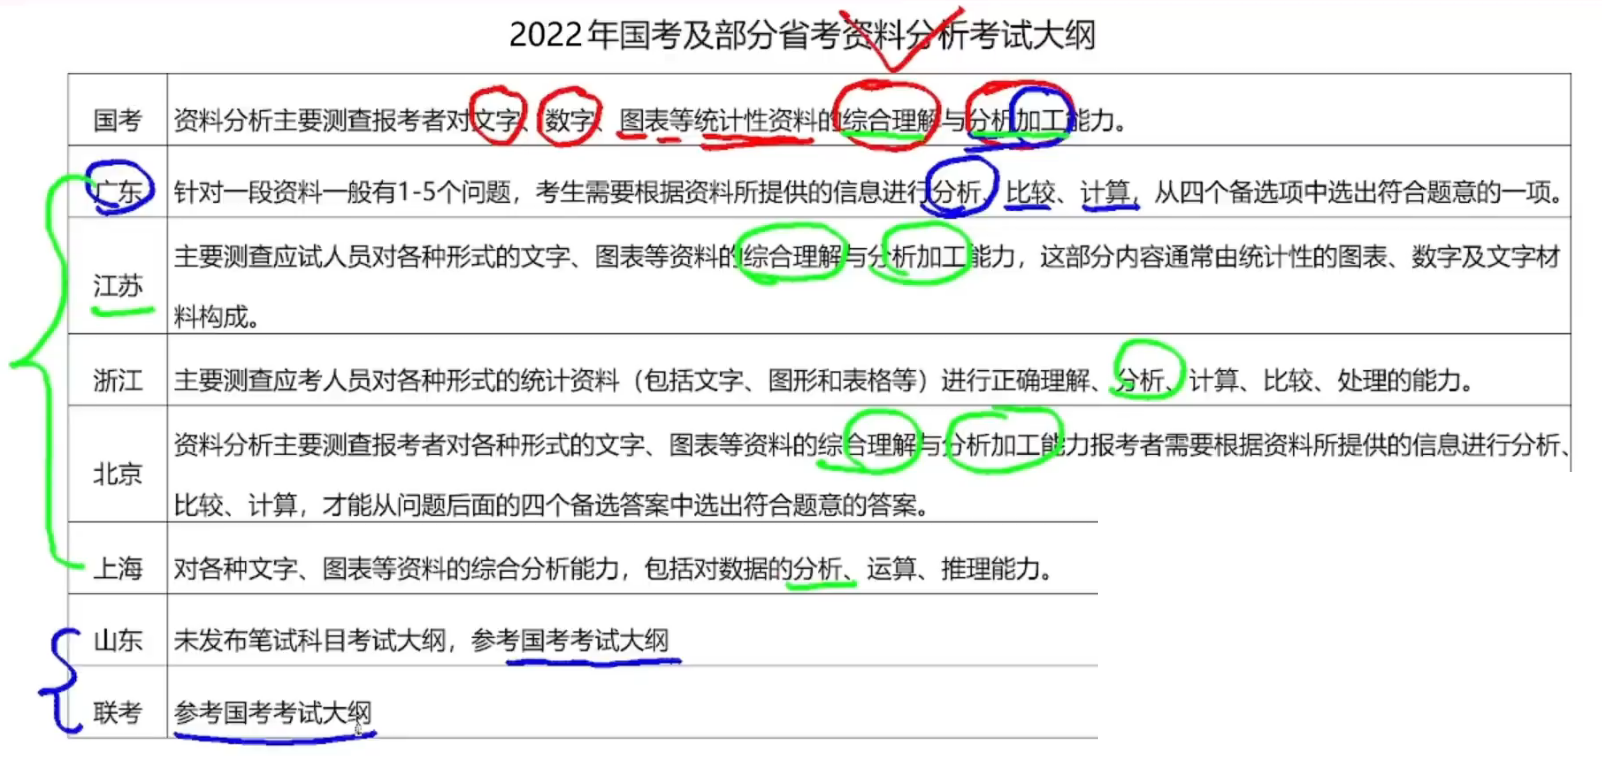 2022年国考及部分省考资料分析考试大纲
国考 资料分析主要测查报考者对文字、数字、图表等统计性资料的综合理解与分析加工能力。
广东 针对一段资料一般有1-5个问题，考生需要根据资料所提供的信息进行分析、比较、计算，从四个备选项中选出符合题意的一项。
江苏 主要测查应试人员对各种形式的文字、图表等资料的综合理解与分析加工能力，这部分内容通常由统计性的图表、数字及文字材
料构成。
浙江 主要测查应考人员对各种形式的统计资料（包括文字、图形和表格等）进行正确理解、分析、计算、比较、处理的能力。
北京 资料分析主要测查报考者对各种形式的文字、图表等资料的综合理解与分析加工能力报考者需要根据资料所提供的信息进行分析、
比较、计算，才能从问题后面的四个备选答案中选出符合题意的答案。
上海 对各种文字、图表等资料的综合分析能力，包括对数据的分析、运算、推理能力。
山东 未发布笔试科目考试大纲，参考国考考试大纲
联考 参考国考考试大纲